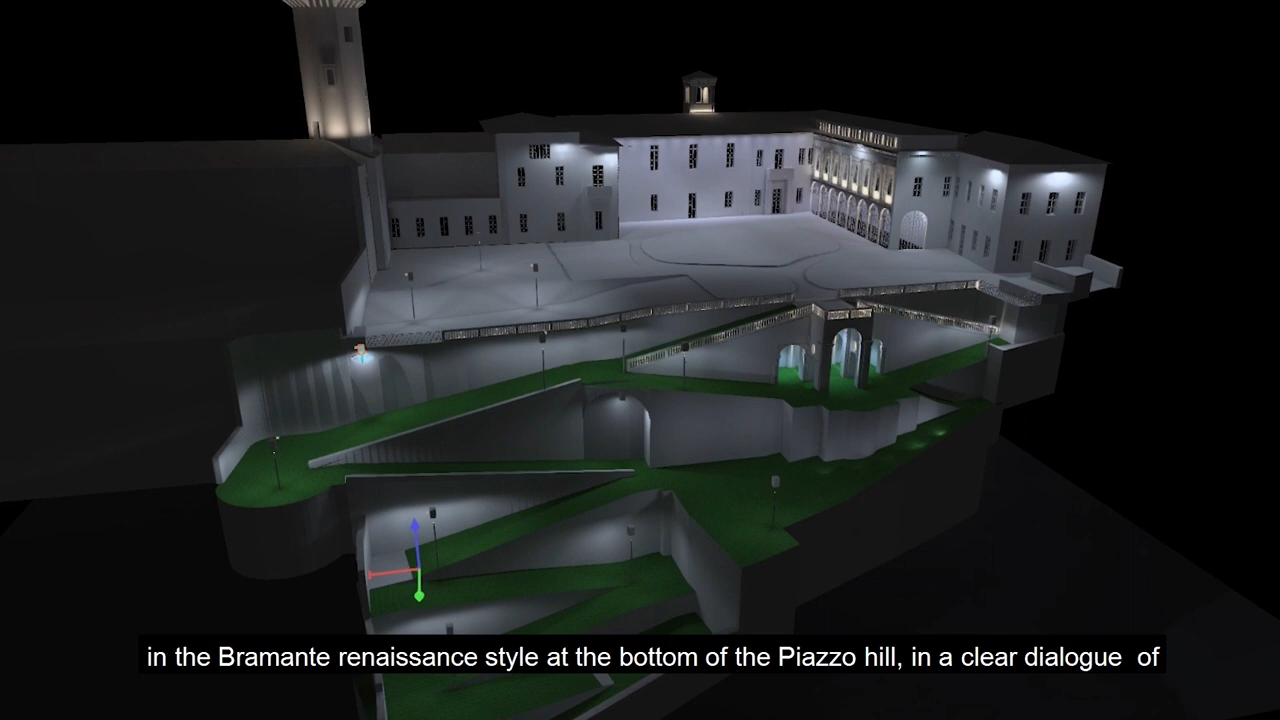 in the Bramante renaissance style at the bottom of the Piazzo hill, in a clear dialogue  of